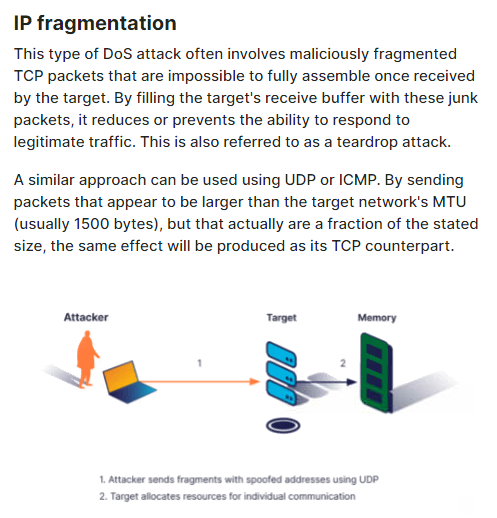 IP fragmentation
This type of DoS attack often involves maliciously fragmented
TCP packets that are impossible to fully assemble once received
by the target. By filling the target's receive buffer with these junk
packets, it reduces or prevents the ability to respond to
legitimate traffic. This is also referred to as a teardrop attack.
A similar approach can be used using UDP or ICMP. By sending
packets that appear to be larger than the target network's MTU
(usually 1500 bytes), but that actually are a fraction of the stated
size, the same effect will be produced as its TCP counterpart.
Attacker
Target
Memory
1
2
1. Attacker sends fragments with spoofed addresses using UDP
2. Target allocates resources for individual communication